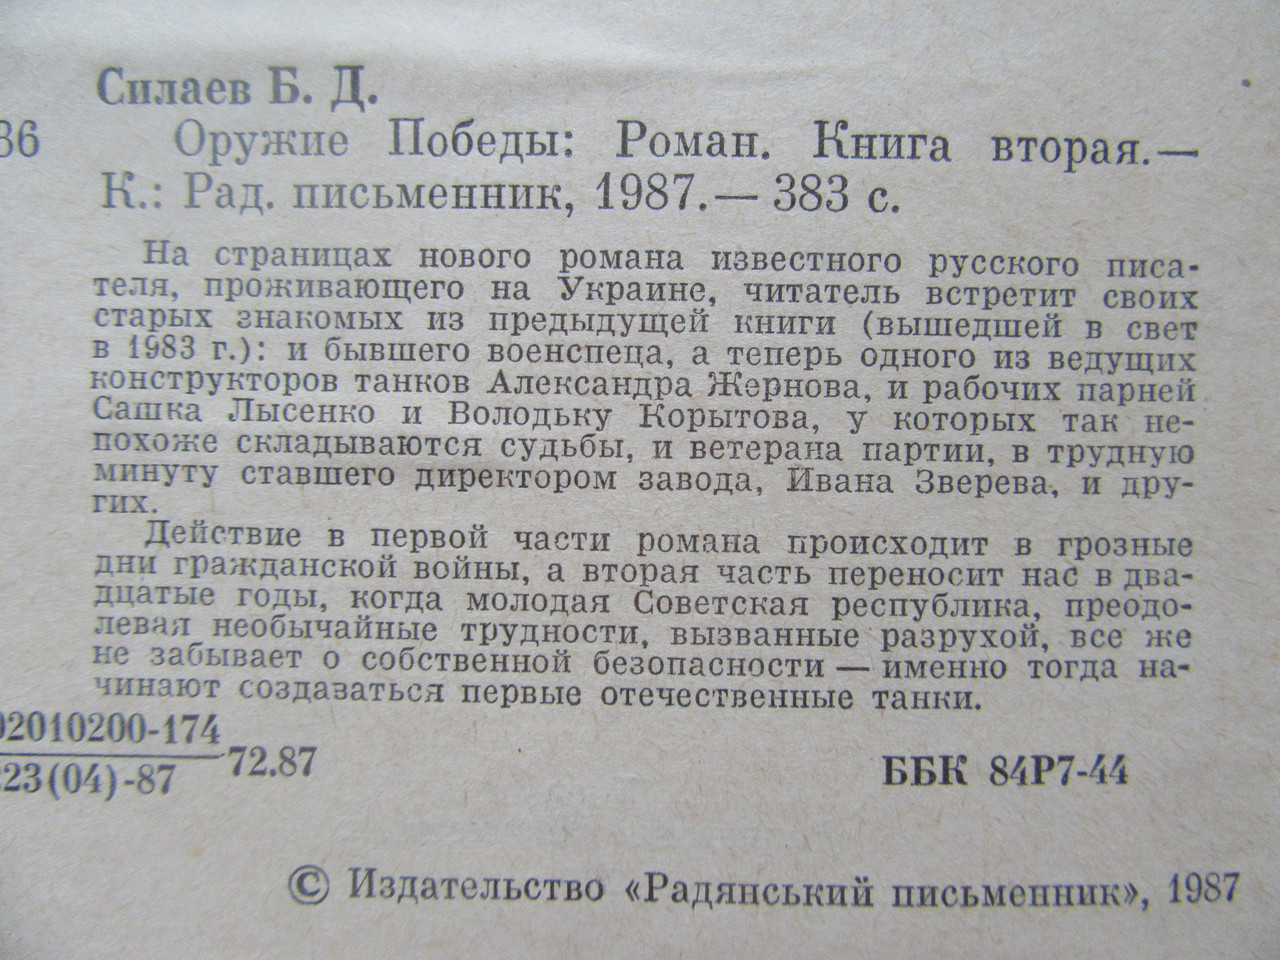 Силаев Б. Д.
36 Оружие Победы: Роман. Книга вторая.—
К.: Рад. письменник, 1987.— 383 с.
На страницах нового романа известного русского писа-
теля, проживающего на Украине, читатель встретит своих
старых знакомых из предыдущей книги (вышедшей в свет
в 1983 г.): и бывшего военспеца, а теперь одного из ведущих
конструкторов танков Александра Жернова, и рабочих парней
Сашка Лысенко и Володьку Корытова, у которых так не-
похоже складываются судьбы, и ветерана партии, в трудную
минуту ставшего директором завода, Ивана Зверева, и дру-
гих.
Действие в первой части романа происходит в грозные
дни гражданской войны, а вторая часть переносит нас в два-
дцатые годы, когда молодая Советская республика, преодо-
левая необычайные трудности, вызванные разрухой, все же
не забывает о собственной безопасности — именно тогда на-
чинают создаваться первые отечественные танки.
02010200-174
223(04)-87 72.87
ББК 84Р7-44
© Издательство «Радянський письменник», 1987